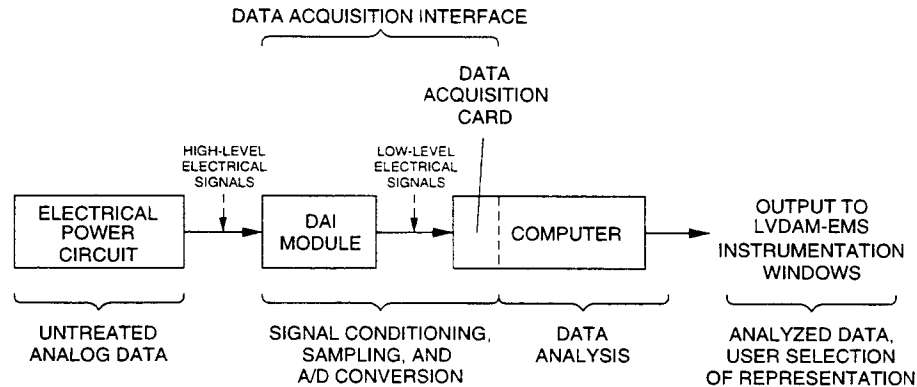 DATA ACQUISITION INTERFACE
DATA
ACQUISITION
CARD
HIGH-LEVEL
ELECTRICAL
SIGNALS
LOW-LEVEL
ELECTRICAL
SIGNALS
ELECTRICAL
POWER
CIRCUIT
DAI
MODULE
COMPUTER
OUTPUT TO
LVDAM-EMS
INSTRUMENTATION
WINDOWS
UNTREATED
ANALOG DATA
SIGNAL CONDITIONING,
SAMPLING, AND
A/D CONVERSION
DATA
ANALYSIS
ANALYZED DATA,
USER SELECTION
OF REPRESENTATION